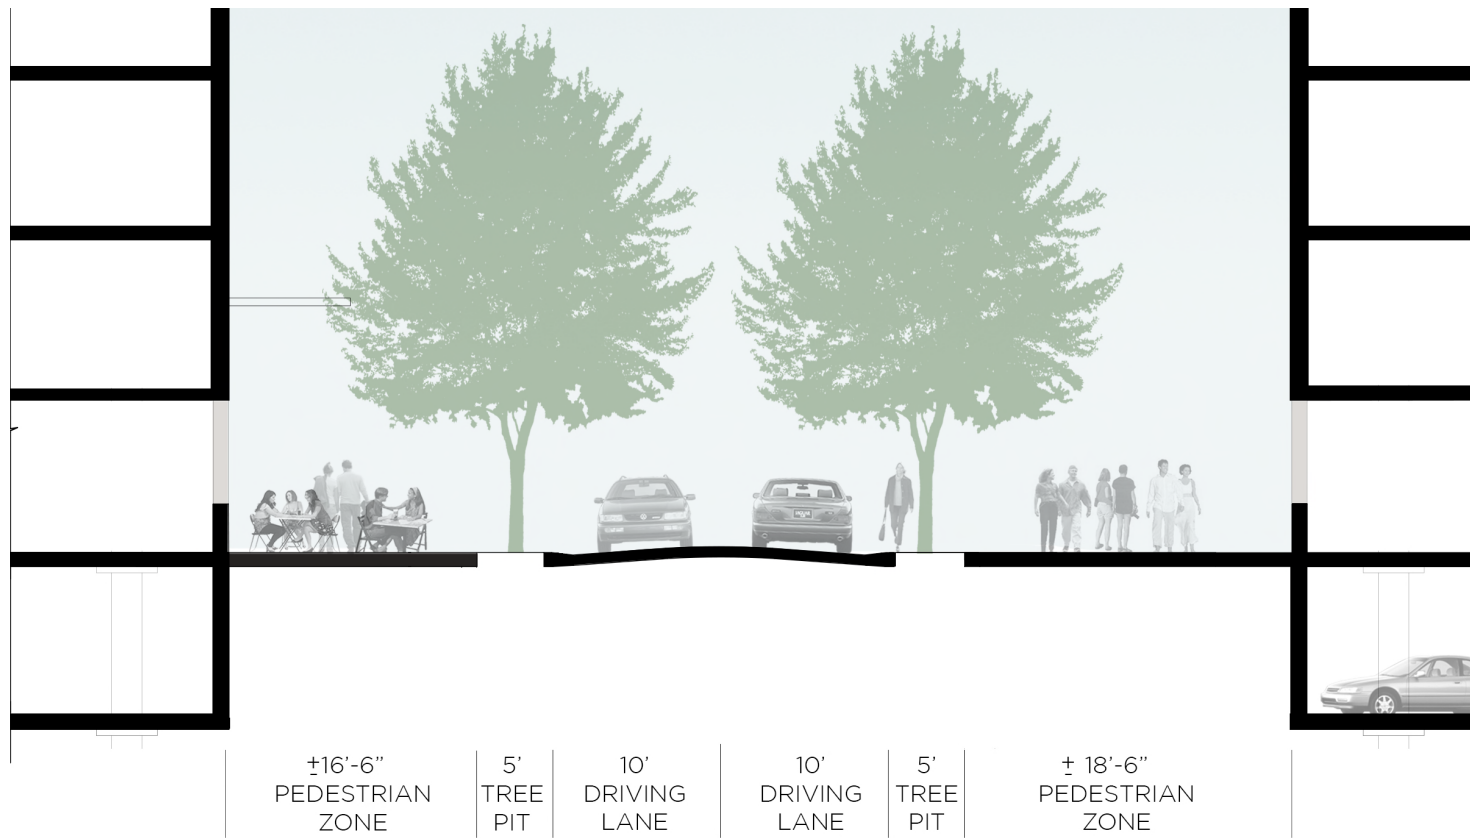 ±16’-6”
PEDESTRIAN
ZONE
5’
TREE
PIT
10’
DRIVING
LANE
10’
DRIVING
LANE
5’
TREE
PIT
± 18’-6”
PEDESTRIAN
ZONE